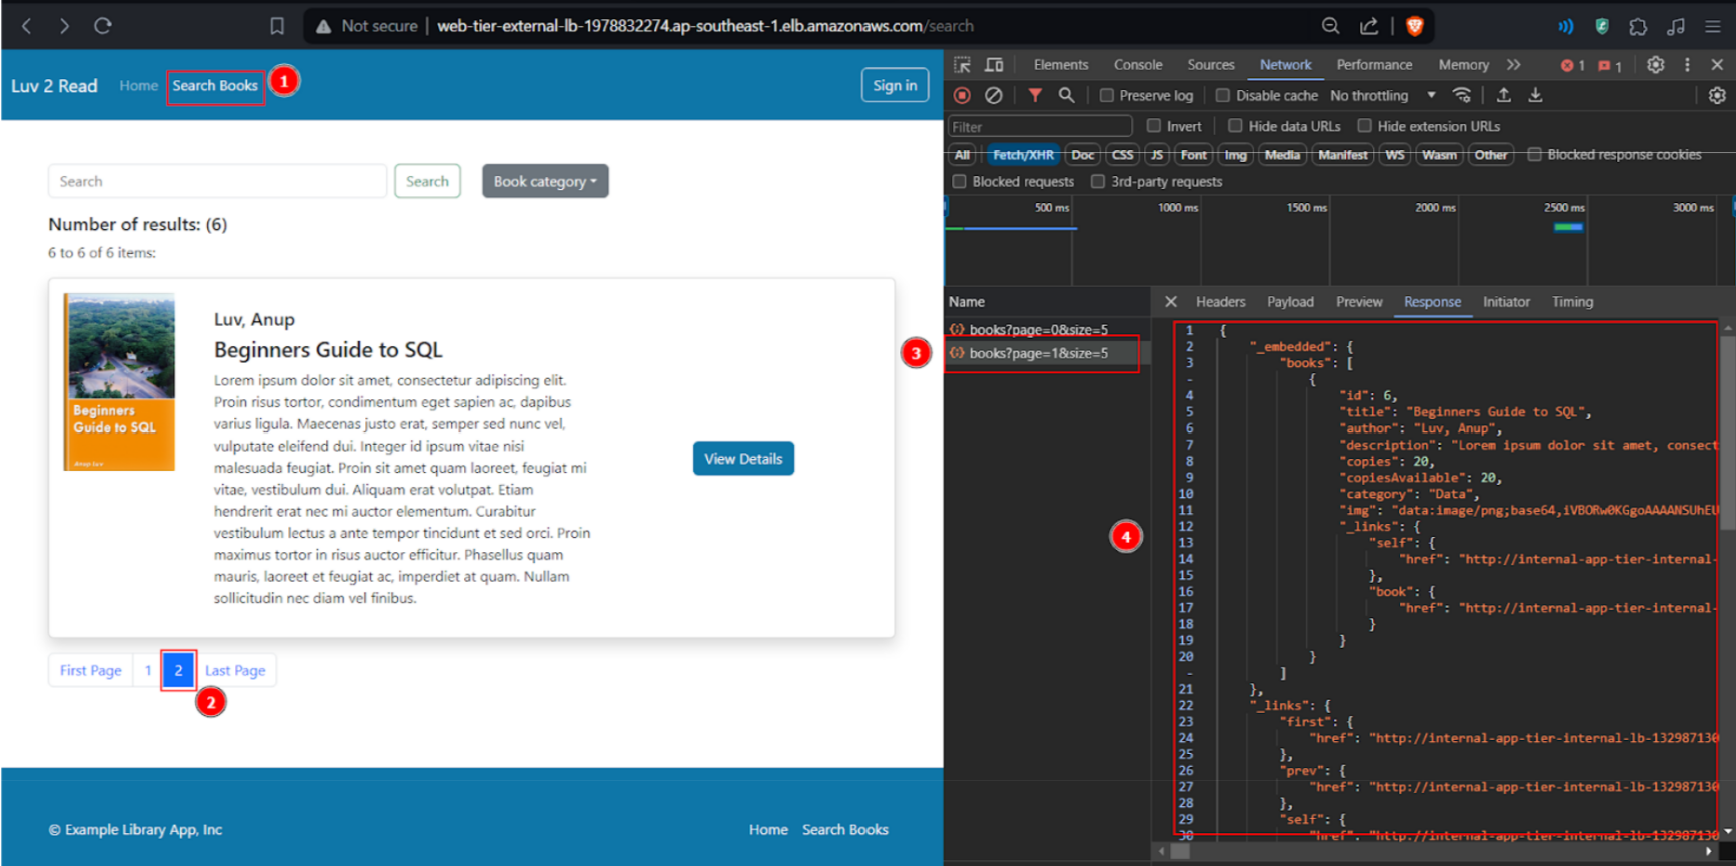 Not secure | web-tier-external-lb-1978832274.ap-southeast-1.elb.amazonaws.com/search
Luv 2 Read Home Search Books 1 Sign in
Search Search Book category
Number of results: (6)
6 to 6 of 6 items:
Beginners
Guide to SQL
Anup Luv
Luv, Anup
Beginners Guide to SQL
Lorem ipsum dolor sit amet, consectetur adipiscing elit.
Proin risus tortor, condimentum eget sapien ac, dapibus
varius ligula. Maecenas justo erat, semper sed nunc vel,
vulputate eleifend dui. Integer id ipsum vitae nisi
malesuada feugiat. Proin sit amet quam laoreet, feugiat mi
vitae, vestibulum dui. Aliquam erat volutpat. Etiam
hendrerit erat nec mi auctor elementum. Curabitur
vestibulum lectus a ante tempor tincidunt et sed orci. Proin
maximus tortor in risus auctor efficitur. Phasellus quam
mauris, laoreet et feugiat ac, imperdiet at quam. Nullam
sollicitudin nec diam vel finibus.
View Details
First Page 1 2 Last Page
2
© Example Library App, Inc Home Search Books
Elements Console Sources Network Performance Memory 1 1
Preserve log Disable cache No throttling
Filter Invert Hide data URLs Hide extension URLs
All Fetch/XHR Doc CSS JS Font Img Media Manifest WS Wasm Other Blocked response cookies
Blocked requests 3rd-party requests
500 ms 1000 ms 1500 ms 2000 ms 2500 ms 3000 ms
Name Headers Payload Preview Response Initiator Timing
books?page=0&size=5
3 books?page=1&size=5
4
1 {
2 "_embedded": {
3 "books": [
- {
4 "id": 6,
5 "title": "Beginners Guide to SQL",
6 "author": "Luv, Anup",
7 "description": "Lorem ipsum dolor sit amet, consect
8 "copies": 20,
9 "copiesAvailable": 20,
10 "category": "Data",
11 "img": "data:image/png;base64,iVBORw0KGgoAAAANSUhEU
12 "_links": {
13 "self": {
14 "href": "http://internal-app-tier-internal-
15 },
16 "book": {
17 "href": "http://internal-app-tier-internal-
18 }
19 }
20 }
- ]
21 },
22 "_links": {
23 "first": {
24 "href": "http://internal-app-tier-internal-lb-132987130
25 },
26 "prev": {
27 "href": "http://internal-app-tier-internal-lb-132987130
28 },
29 "self": {
30 "href": "http://internal-app-tier-internal-lb-132987130